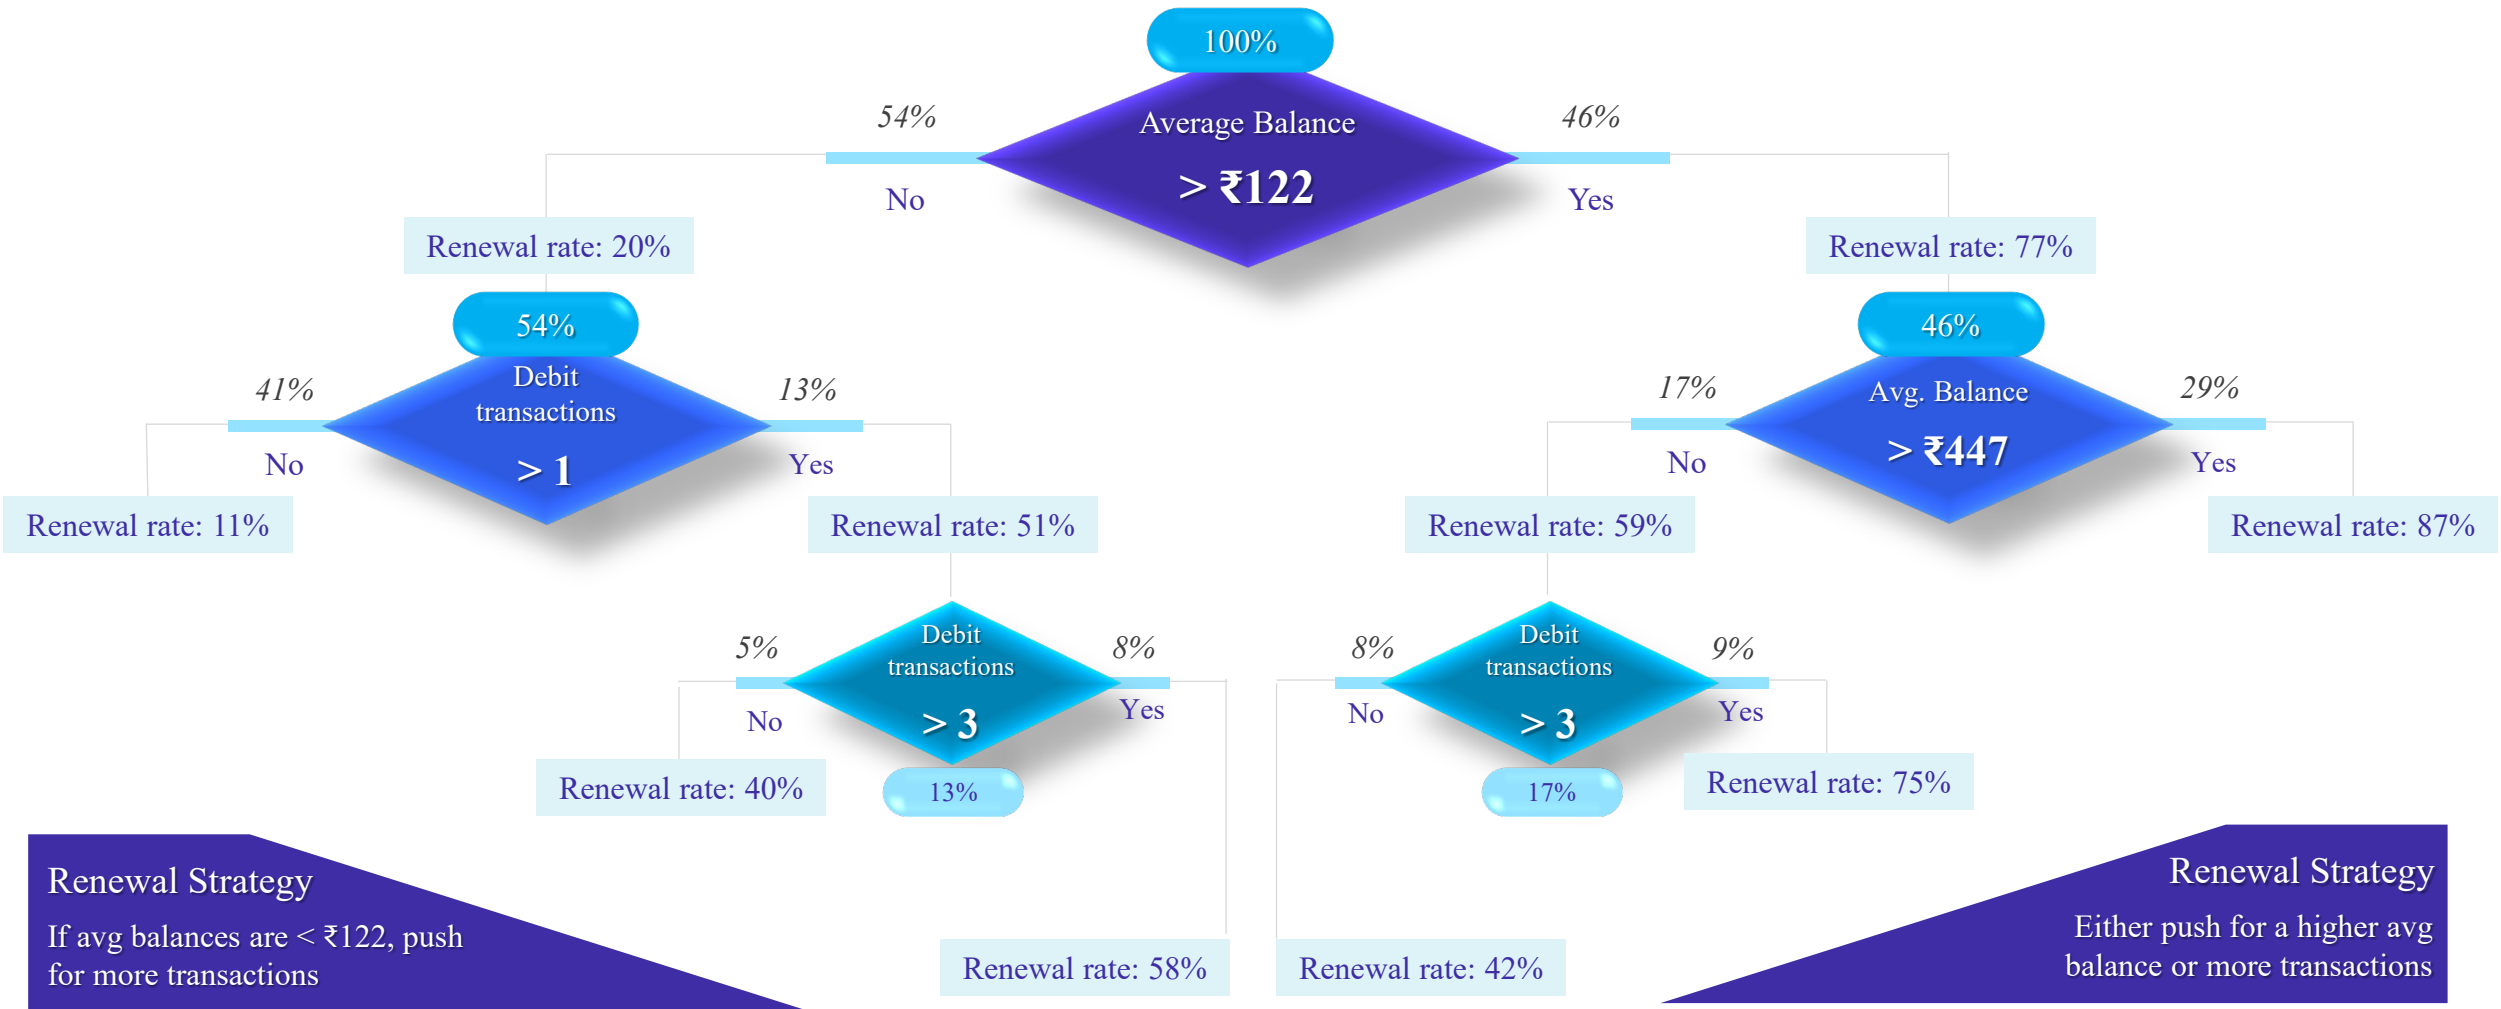 100%
54%
Average Balance
46%
> ₹122
No
Yes
Renewal rate: 20%
Renewal rate: 77%
54%
46%
41%
Debit
transactions
13%
17%
Avg. Balance
29%
> 1
> ₹447
No
Yes
No
Yes
Renewal rate: 11%
Renewal rate: 51%
Renewal rate: 59%
Renewal rate: 87%
5%
Debit
transactions
8%
8%
Debit
transactions
9%
No
> 3
Yes
No
> 3
Yes
Renewal rate: 40%
13%
17%
Renewal rate: 75%
Renewal rate: 58%
Renewal rate: 42%
Renewal Strategy
If avg balances are < ₹122, push
for more transactions
Renewal Strategy
Either push for a higher avg
balance or more transactions